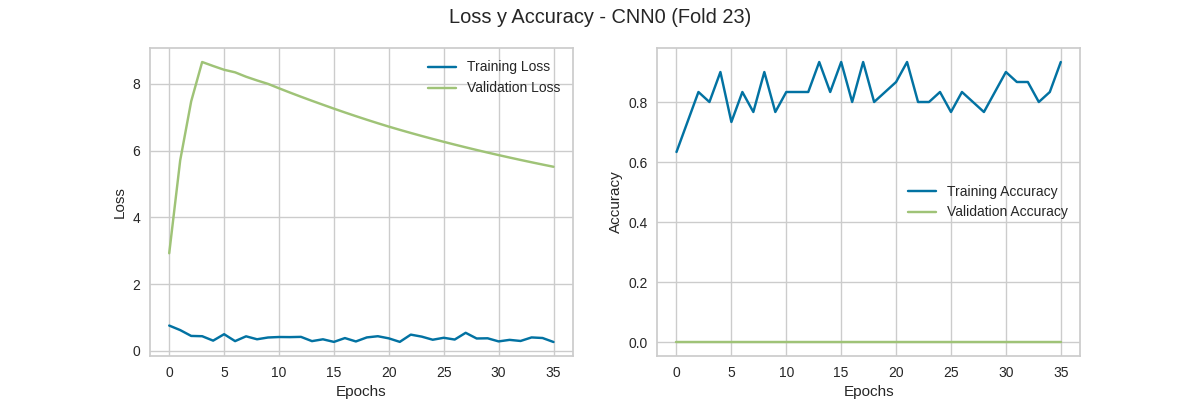 Loss y Accuracy - CNN0 (Fold 23)
Training Loss
Validation Loss
8
6
4
2
0
Loss
0 5 10 15 20 25 30 35
Epochs
Training Accuracy
Validation Accuracy
0.8
0.6
0.4
0.2
0.0
Accuracy
0 5 10 15 20 25 30 35
Epochs